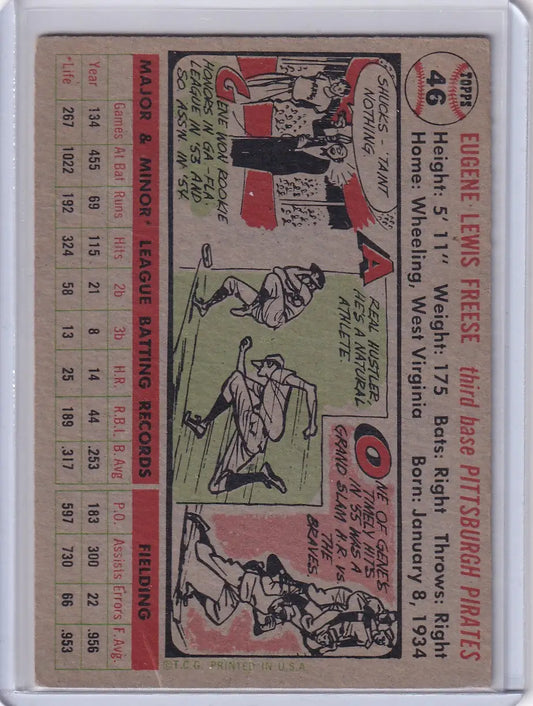 TOPPS
46
EUGENE LEWIS FREESE third base PITTSBURGH PIRATES
Height: 5' 11" Weight: 175 Bats: Right Throws: Right
Home: Wheeling, West Virginia Born: January 8, 1934
SHUCKS - TAINT
NOTHING.
GENE WON ROOKIE
HONORS IN GA.-FLA.
LEAGUE IN '53 AND
SO. ASS'N IN '54.
A REAL HUSTLER,
HE'S A NATURAL
ATHLETE.
ONE OF GENE'S
TIMELY HITS
IN '55 WAS A
GRAND SLAM H.R. VS.
THE
BRAVES.
MAJOR & MINOR* LEAGUE BATTING RECORDS FIELDING
Games At Bat Runs Hits 2b 3b H.R. R.B.I. B. Avg P.O. Assists Errors F. Avg.
Year 134 455 69 115 21 8 14 44 .253 183 300 22 .956
*Life 267 1022 192 324 58 13 25 189 .317 597 730 66 .953
©T.C.G. PRINTED IN U.S.A.